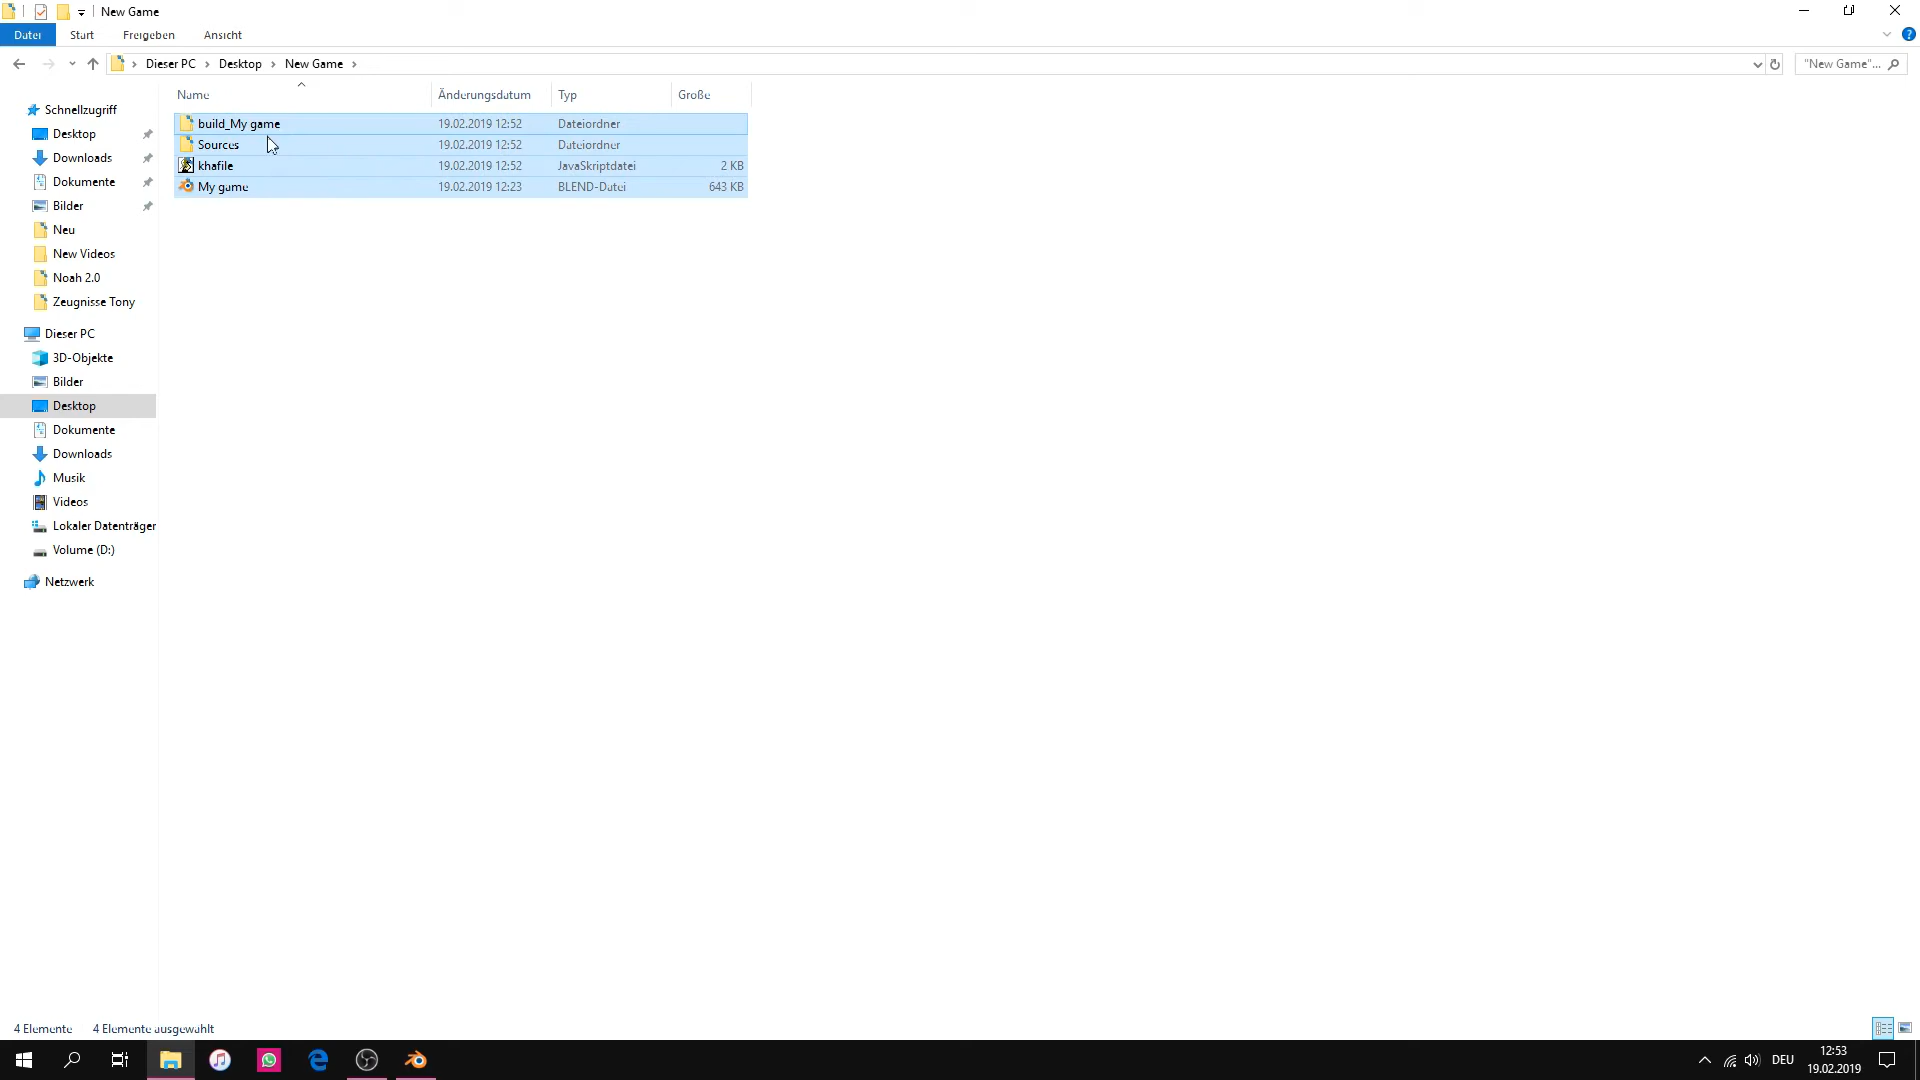 New Game
Datei Start Freigeben Ansicht
Dieser PC Desktop New Game "New Game"...
Name Änderungsdatum Typ Größe
build_My game 19.02.2019 12:52 Dateiordner
Sources 19.02.2019 12:52 Dateiordner
khafile 19.02.2019 12:52 JavaSkriptdatei 2 KB
My game 19.02.2019 12:23 BLEND-Datei 643 KB
Schnellzugriff
Desktop
Downloads
Dokumente
Bilder
Neu
New Videos
Noah 2.0
Zeugnisse Tony
Dieser PC
3D-Objekte
Bilder
Desktop
Dokumente
Downloads
Musik
Videos
Lokaler Datenträger
Volume (D:)
Netzwerk
4 Elemente 4 Elemente ausgewählt
DEU
12:53
19.02.2019